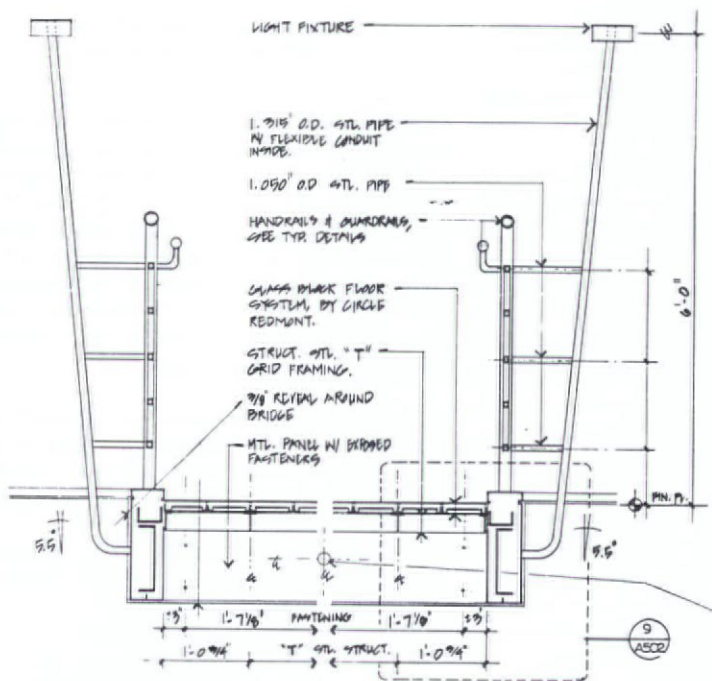 LIGHT FIXTURE
1.315" O.D. STL. PIPE
W/ FLEXIBLE CONDUIT
INSIDE.
1.050" O.D STL. PIPE
HANDRAILS & GUARDRAILS,
SEE TYP. DETAILS
GLASS BLOCK FLOOR
SYSTEM, BY CIRCLE
REDMONT.
STRUCT. STL. "T"
GRID FRAMING.
3/8" REVEAL AROUND
BRIDGE
MTL. PANEL W/ EXPOSED
FASTENERS
6'-0"
FIN. FL.
5.5°
5.5°
±3" 1'-7 1/8" FASTENING 1'-7 1/8" ±3"
1'-0 3/4" "T" STL. STRUCT. 1'-0 3/4"
9
A502